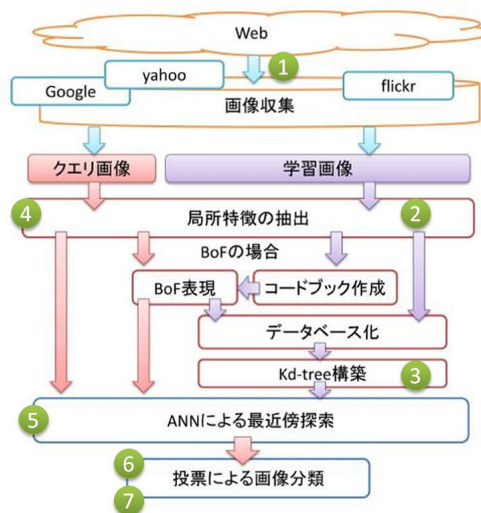 Web
1
yahoo
Google
flickr
画像収集
クエリ画像
学習画像
4
局所特徴の抽出
2
BoFの場合
BoF表現
コードブック作成
データベース化
Kd-tree構築
3
5
ANNによる最近傍探索
6
投票による画像分類
7